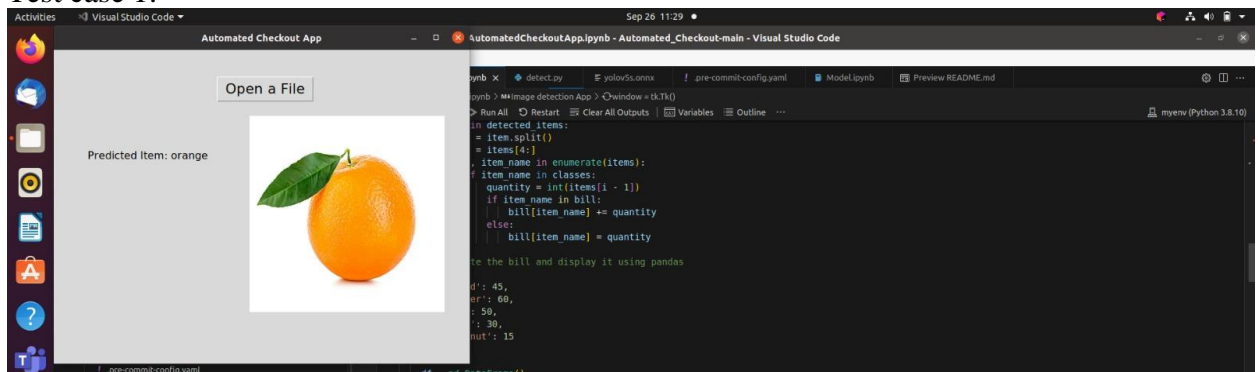 Test case 1:
Activities
Visual Studio Code
Sep 26 11:29
Automated Checkout App
AutomatedCheckoutApp.ipynb - Automated_Checkout-main - Visual Studio Code
Open a File
Predicted Item: orange
detect.py
yolov5s.onnx
.pre-commit-config.yaml
Model.ipynb
Preview README.md
Image detection App > window = tk.Tk()
Run All Restart Clear All Outputs Variables Outline ...
myenv (Python 3.8.10)
in detected_items:
= item.split()
= items[4:]
, item_name in enumerate(items):
f item_name in classes:
quantity = int(items[i - 1])
if item_name in bill:
bill[item_name] += quantity
else:
bill[item_name] = quantity
te the bill and display it using pandas
d': 45,
er': 60,
: 50,
': 30,
nut': 15
.pre-commit-config.yaml